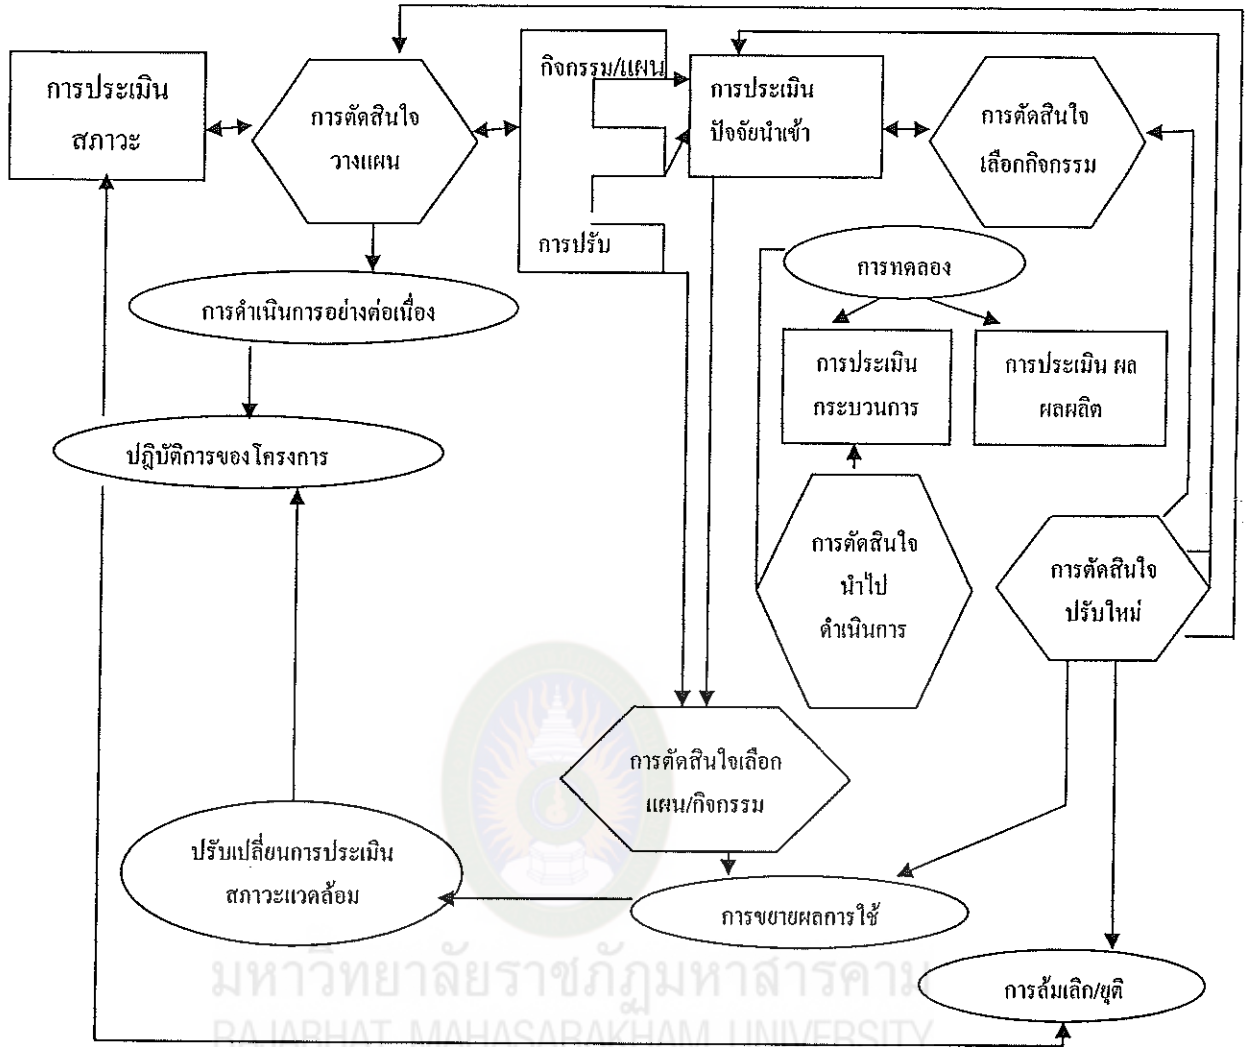 การประเมิน
สภาวะ
การตัดสินใจ
วางแผน
กิจกรรม/แผน
การปรับ
การประเมิน
ปัจจัยนำเข้า
การตัดสินใจ
เลือกกิจกรรม
การทดลอง
การดำเนินการอย่างต่อเนื่อง
การประเมิน
กระบวนการ
การประเมิน ผล
ผลผลิต
ปฎิบัติการของโครงการ
การตัดสินใจ
นำไป
ดำเนินการ
การตัดสินใจ
ปรับใหม่
การตัดสินใจเลือก
แผน/กิจกรรม
ปรับเปลี่ยนการประเมิน
สภาวะแวดล้อม
การขยายผลการใช้
การล้มเลิก/ยุติ
มหาวิทยาลัยราชภัฏมหาสารคาม
RAJABHAT MAHASARAKHAM UNIVERSITY